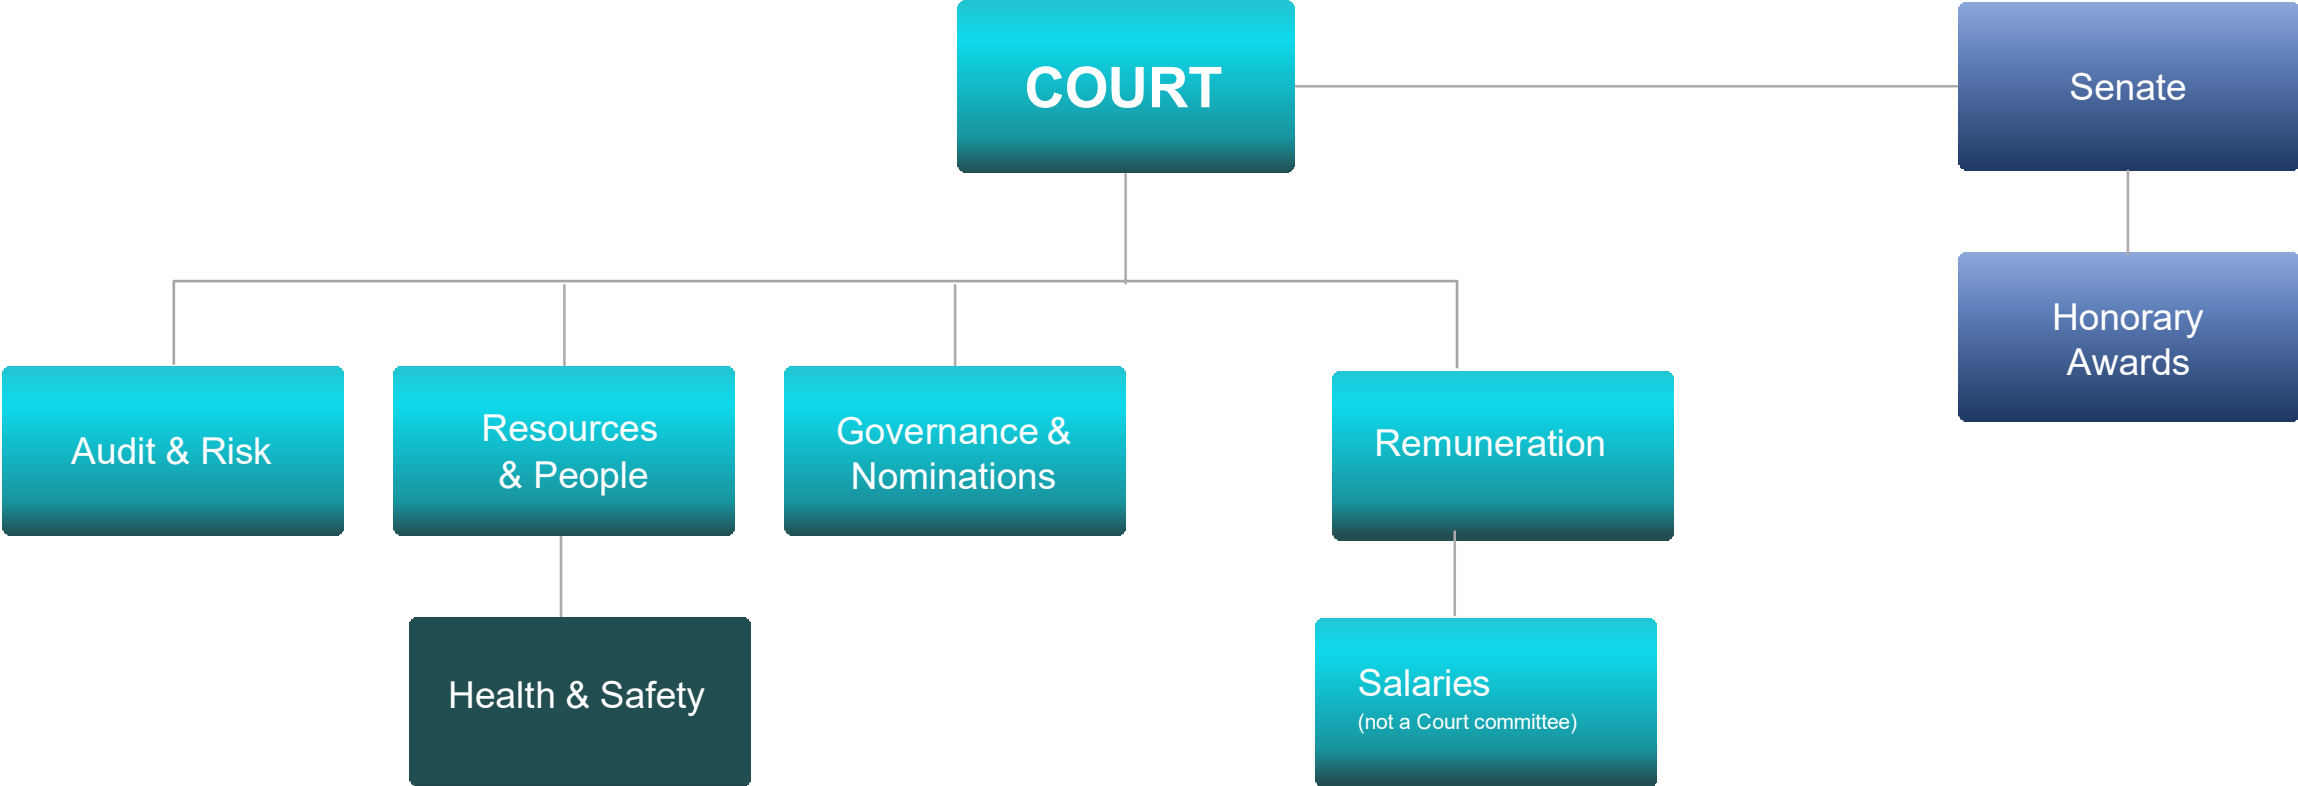 COURT
Senate
Honorary
Awards
Audit & Risk
Resources
& People
Governance &
Nominations
Remuneration
Health & Safety
Salaries
(not a Court committee)